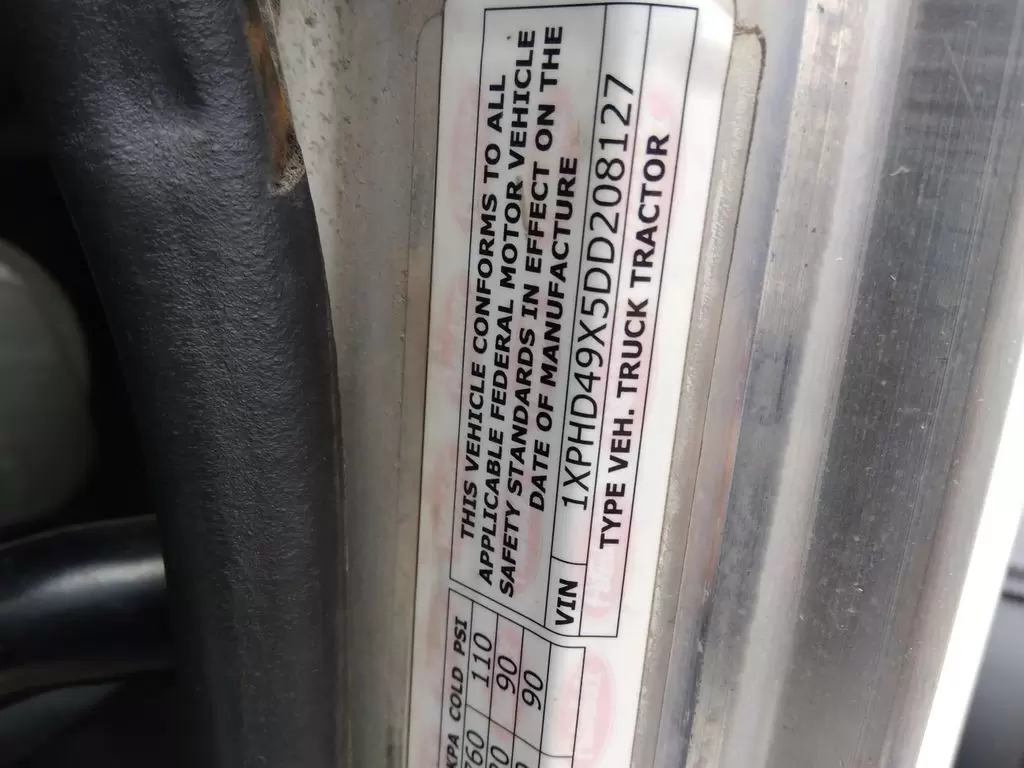 THIS VEHICLE CONFORMS TO ALL
APPLICABLE FEDERAL MOTOR VEHICLE
SAFETY STANDARDS IN EFFECT ON THE
DATE OF MANUFACTURE
VIN 1XPHD49X5DD208127
TYPE VEH. TRUCK TRACTOR
KPA COLD PSI
760 110
90
90